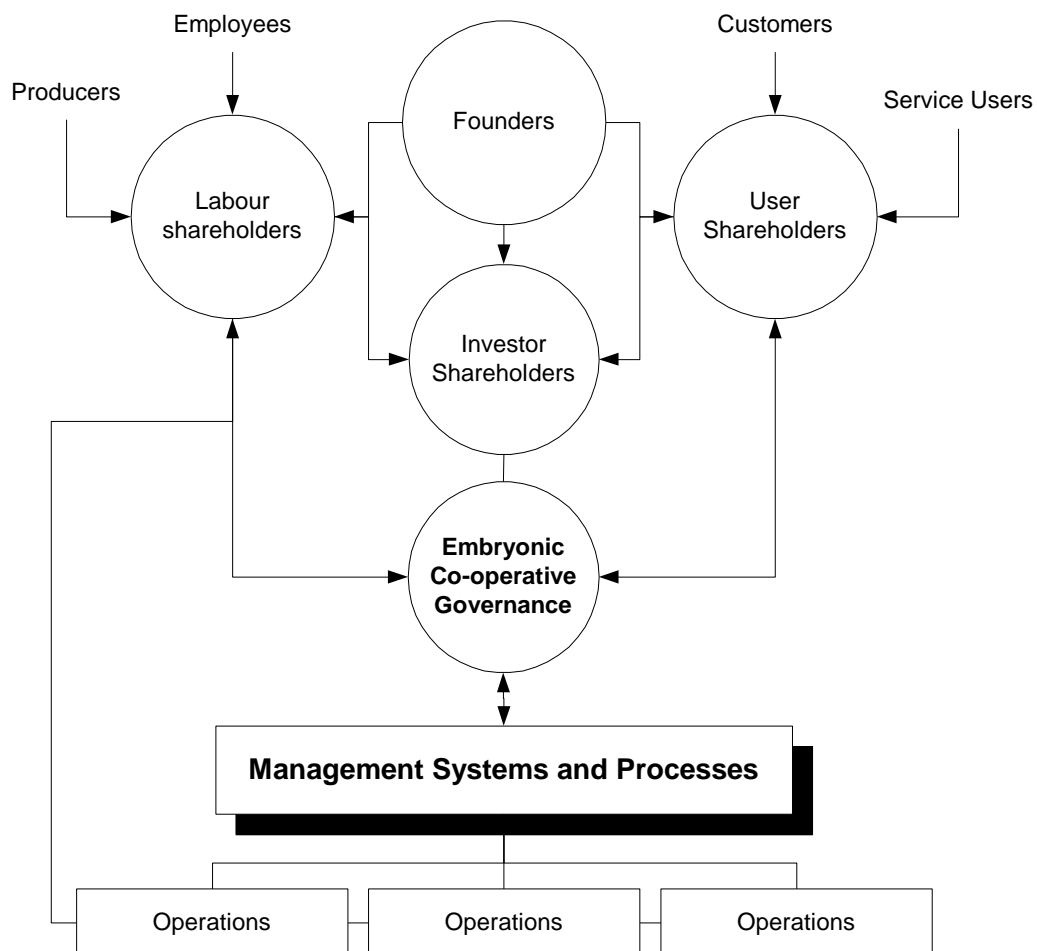 Employees
Customers
Producers
Service Users
Founders
Labour
shareholders
User
Shareholders
Investor
Shareholders
Embryonic
Co-operative
Governance
Management Systems and Processes
Operations
Operations
Operations